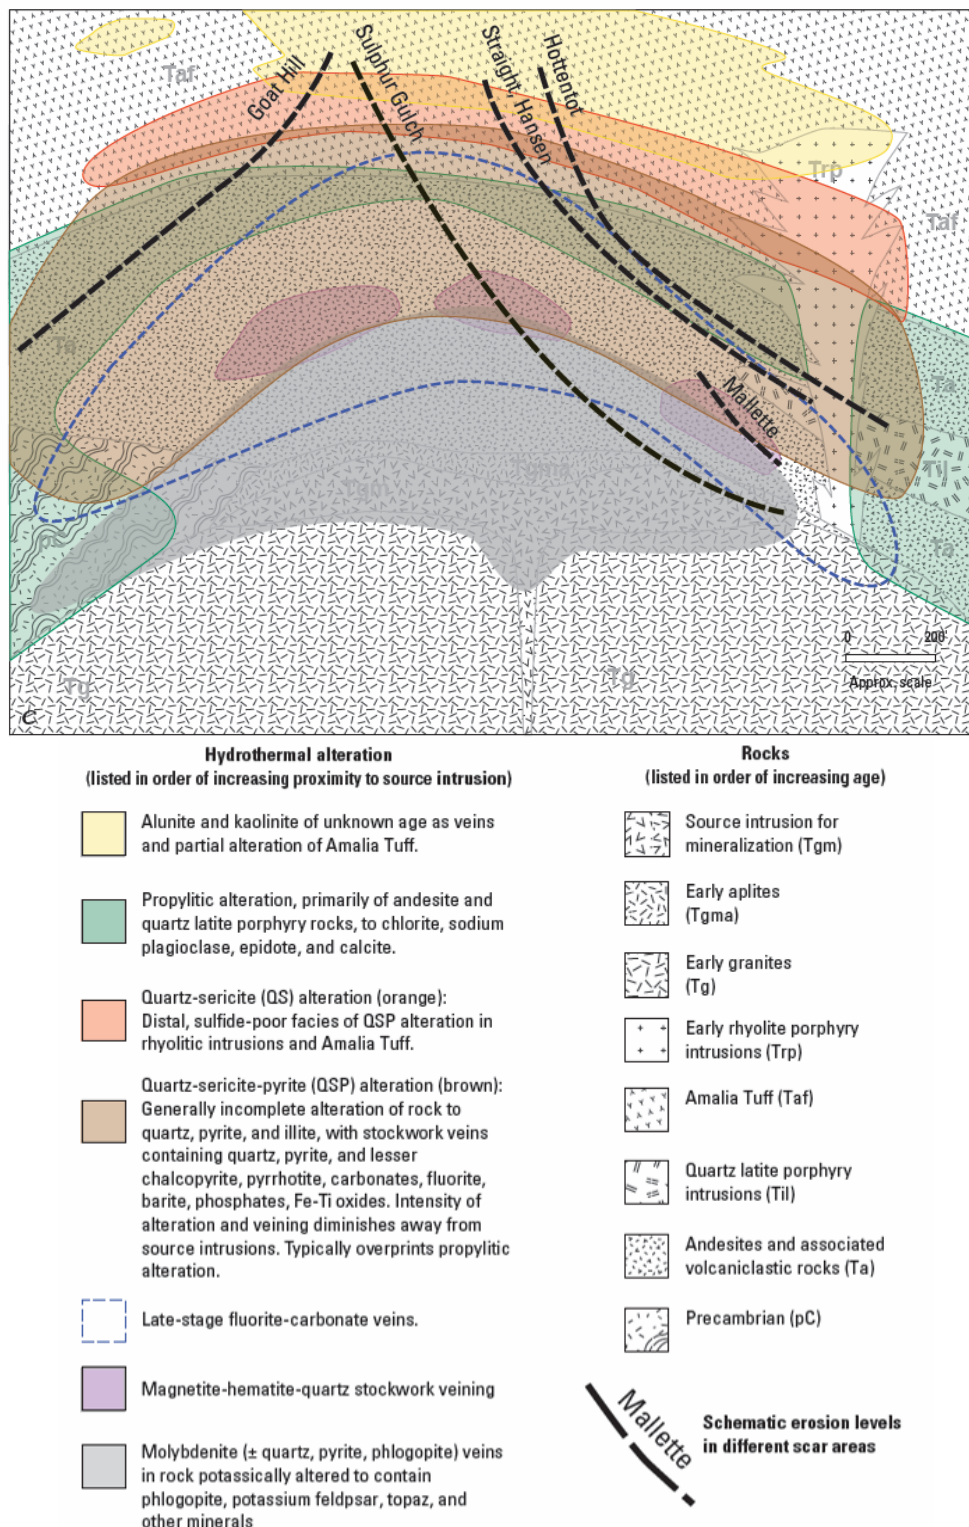 Taf
Goat Hill
Sulphur Gulch
Straight, Hansen
Hottentot
Trp
Taf
Ta
Ta
Mallette
Tgma
Til
Ta
Tg
Tg
0 200'
Approx. scale
C
Hydrothermal alteration
(listed in order of increasing proximity to source intrusion)
Alunite and kaolinite of unknown age as veins
and partial alteration of Amalia Tuff.
Propylitic alteration, primarily of andesite and
quartz latite porphyry rocks, to chlorite, sodium
plagioclase, epidote, and calcite.
Quartz-sericite (QS) alteration (orange):
Distal, sulfide-poor facies of QSP alteration in
rhyolitic intrusions and Amalia Tuff.
Quartz-sericite-pyrite (QSP) alteration (brown):
Generally incomplete alteration of rock to
quartz, pyrite, and illite, with stockwork veins
containing quartz, pyrite, and lesser
chalcopyrite, pyrrhotite, carbonates, fluorite,
barite, phosphates, Fe-Ti oxides. Intensity of
alteration and veining diminishes away from
source intrusions. Typically overprints propylitic
alteration.
Late-stage fluorite-carbonate veins.
Magnetite-hematite-quartz stockwork veining
Molybdenite (± quartz, pyrite, phlogopite) veins
in rock potassically altered to contain
phlogopite, potassium feldpsar, topaz, and
other minerals
Rocks
(listed in order of increasing age)
Source intrusion for
mineralization (Tgm)
Early aplites
(Tgma)
Early granites
(Tg)
Early rhyolite porphyry
intrusions (Trp)
Amalia Tuff (Taf)
Quartz latite porphyry
intrusions (Til)
Andesites and associated
volcaniclastic rocks (Ta)
Precambrian (pC)
Mallette
Schematic erosion levels
in different scar areas